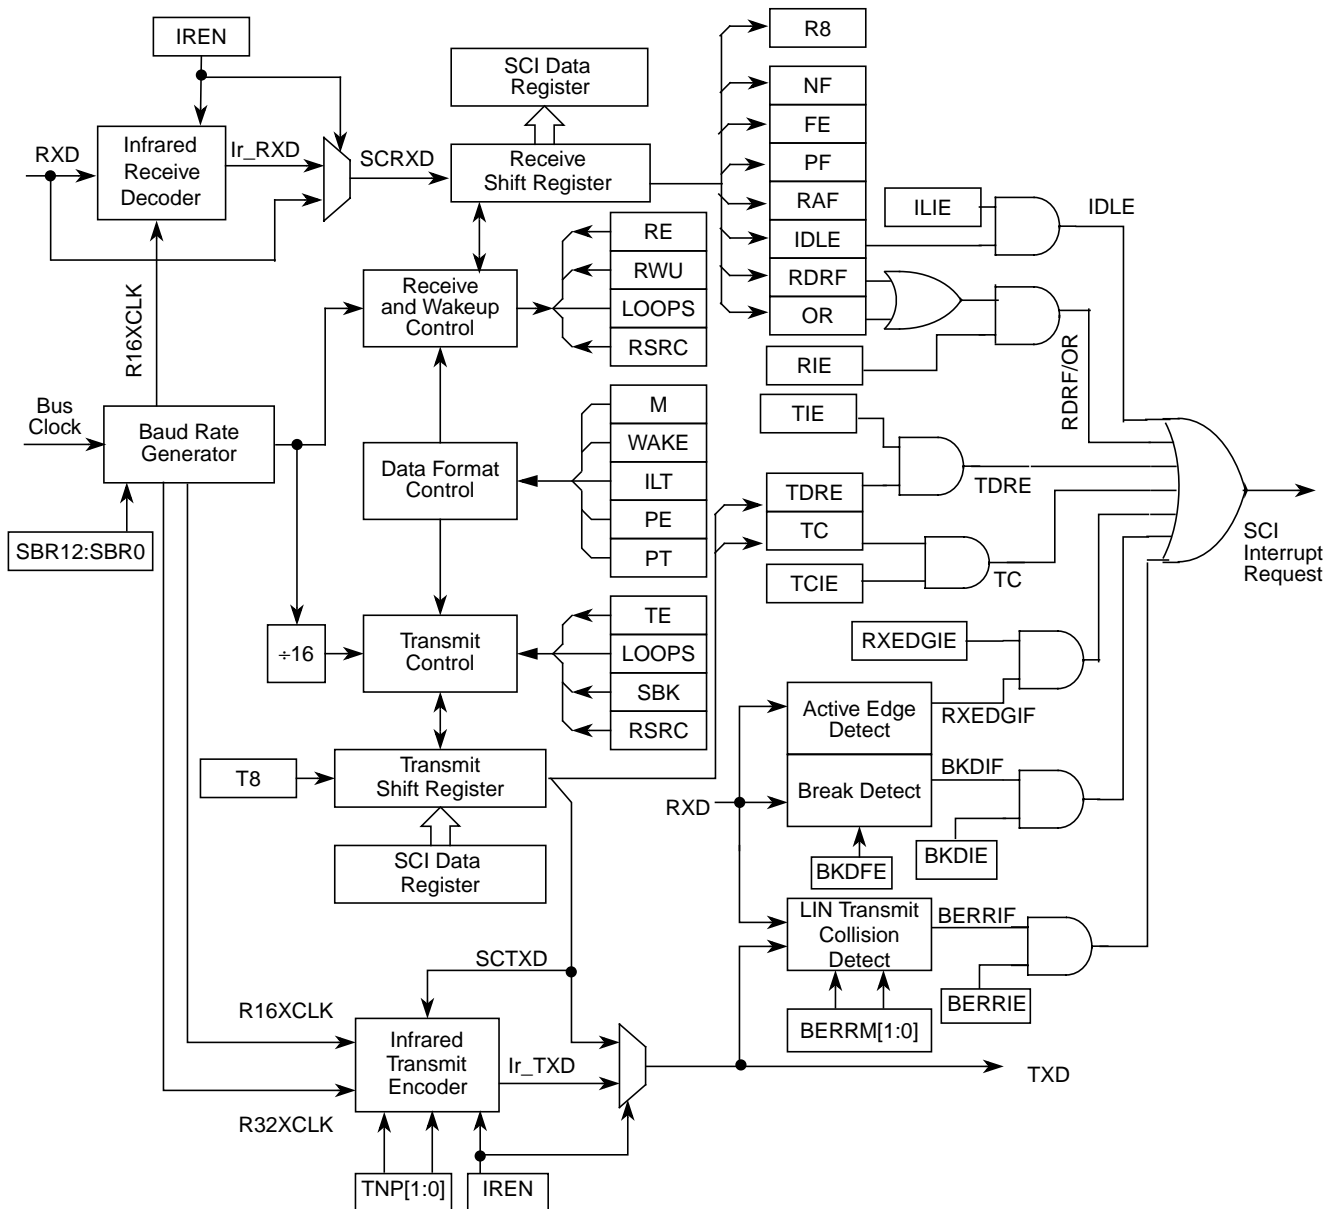 IREN
SCI Data
Register
R8
NF
FE
PF
RAF
IDLE
RDRF
OR
RXD
Infrared
Receive
Decoder
Ir_RXD
SCRXD
Receive
Shift Register
ILIE
IDLE
RE
RWU
LOOPS
RSRC
Receive
and Wakeup
Control
R16XCLK
RIE
RDRF/OR
Bus
Clock
Baud Rate
Generator
SBR12:SBR0
Data Format
Control
M
WAKE
ILT
PE
PT
TIE
TDRE
TC
TCIE
TDRE
TC
SCI
Interrupt
Request
÷16
Transmit
Control
TE
LOOPS
SBK
RSRC
RXEDGIE
Active Edge
Detect
RXEDGIF
T8
Transmit
Shift Register
SCI Data
Register
RXD
Break Detect
BKDIF
BKDIE
BKDFE
LIN Transmit
Collision
Detect
BERRIF
BERRIE
BERRM[1:0]
SCTXD
R16XCLK
R32XCLK
Infrared
Transmit
Encoder
Ir_TXD
TXD
TNP[1:0]
IREN